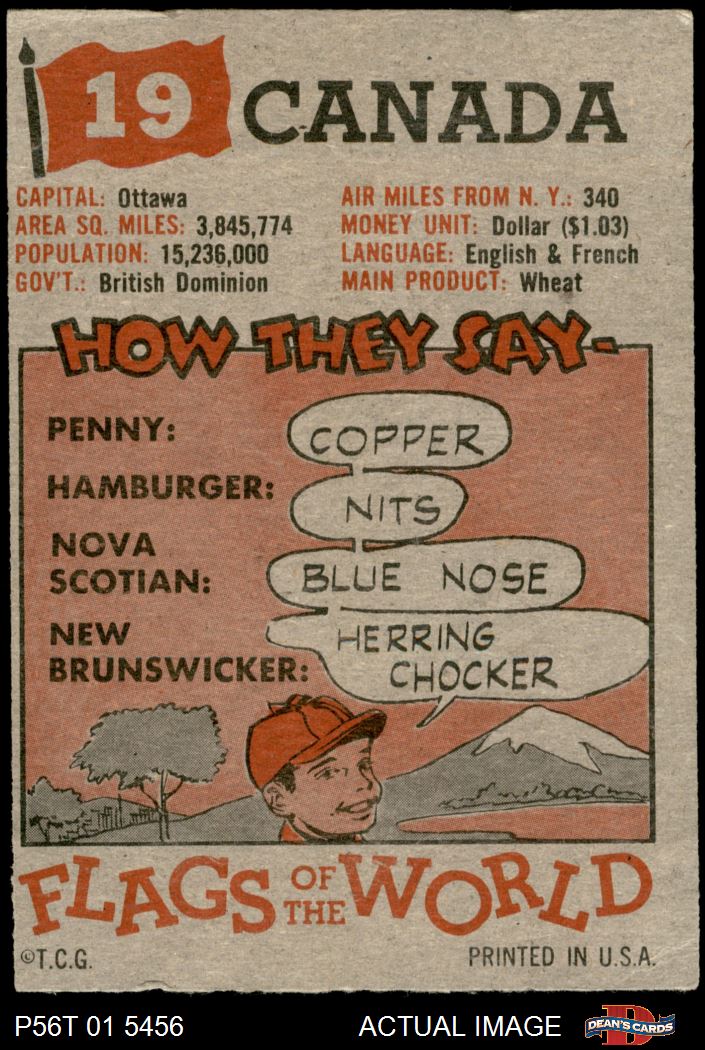 19 CANADA
CAPITAL: Ottawa
AREA SQ. MILES: 3,845,774
POPULATION: 15,236,000
GOV'T.: British Dominion
AIR MILES FROM N. Y.: 340
MONEY UNIT: Dollar ($1.03)
LANGUAGE: English & French
MAIN PRODUCT: Wheat
HOW THEY SAY-
PENNY: COPPER
HAMBURGER: NITS
NOVA
SCOTIAN: BLUE NOSE
NEW HERRING
BRUNSWICKER: CHOCKER
FLAGS OF THE WORLD
©T.C.G. PRINTED IN U.S.A.
P56T 01 5456 ACTUAL IMAGE D DEAN'S CARDS